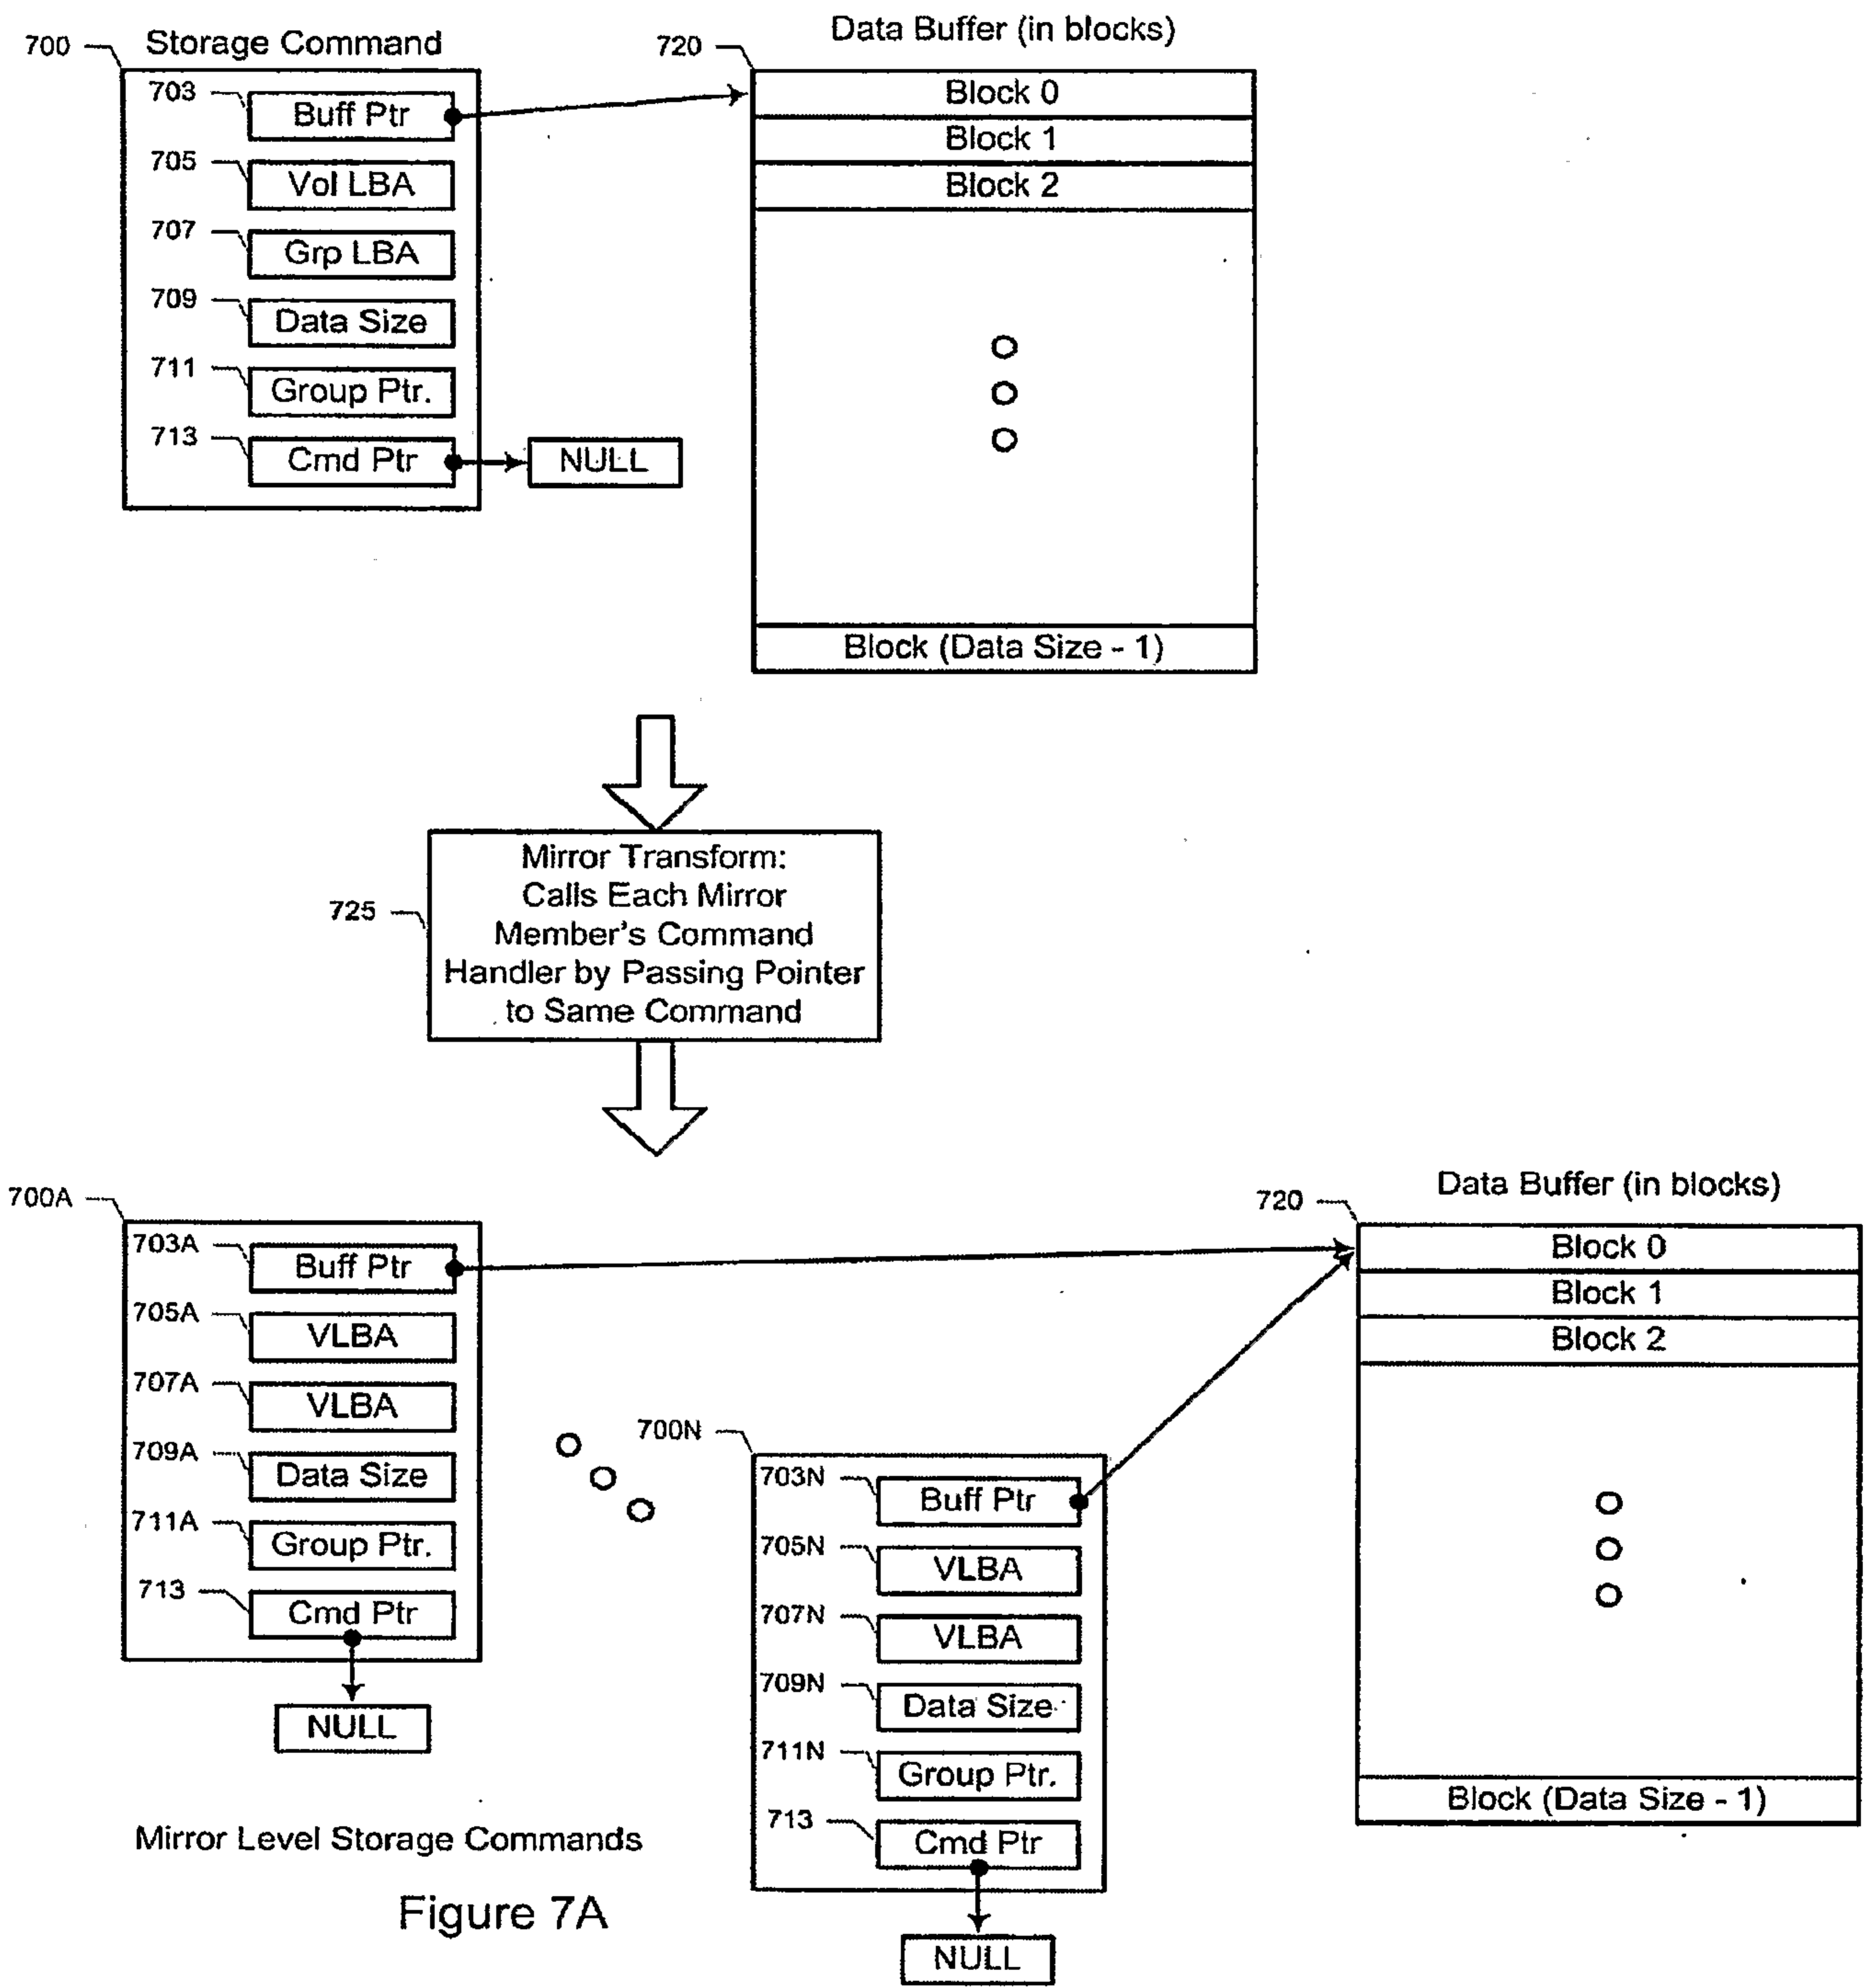 Storage Command
700
703
Buff Ptr
705
Vol LBA
707
Grp LBA
709
Data Size
711
Group Ptr.
713
Cmd Ptr
NULL
Data Buffer (in blocks)
720
Block 0
Block 1
Block 2
Block (Data Size - 1)
725
Mirror Transform:
Calls Each Mirror
Member's Command
Handler by Passing Pointer
to Same Command
700A
703A
Buff Ptr
705A
VLBA
707A
VLBA
709A
Data Size
711A
Group Ptr.
713
Cmd Ptr
NULL
700N
703N
Buff Ptr
705N
VLBA
707N
VLBA
709N
Data Size
711N
Group Ptr.
713
Cmd Ptr
NULL
Data Buffer (in blocks)
720
Block 0
Block 1
Block 2
Block (Data Size - 1)
Mirror Level Storage Commands
Figure 7A